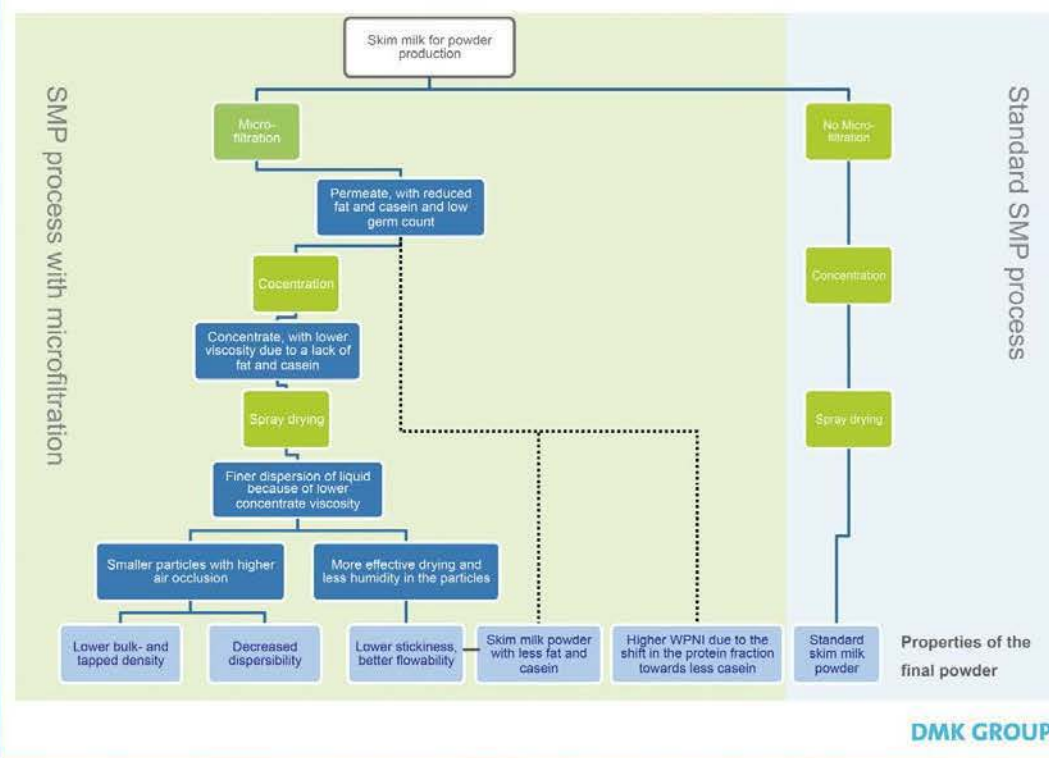 Skim milk for powder
production
SMP process with microfiltration
Standard SMP process
Micro-
filtration
No Micro-
filtration
Permeate, with reduced
fat and casein and low
germ count
Cocentration
Concentration
Concentrate, with lower
viscosity due to a lack of
fat and casein
Spray drying
Spray drying
Finer dispersion of liquid
because of lower
concentrate viscosity
Smaller particles with higher
air occlusion
More effective drying and
less humidity in the particles
Lower bulk- and
tapped density
Decreased
dispersibility
Lower stickiness,
better flowability
Skim milk powder
with less fat and
casein
Higher WPNI due to the
shift in the protein fraction
towards less casein
Standard
skim milk
powder
Properties of the
final powder
DMK GROUP